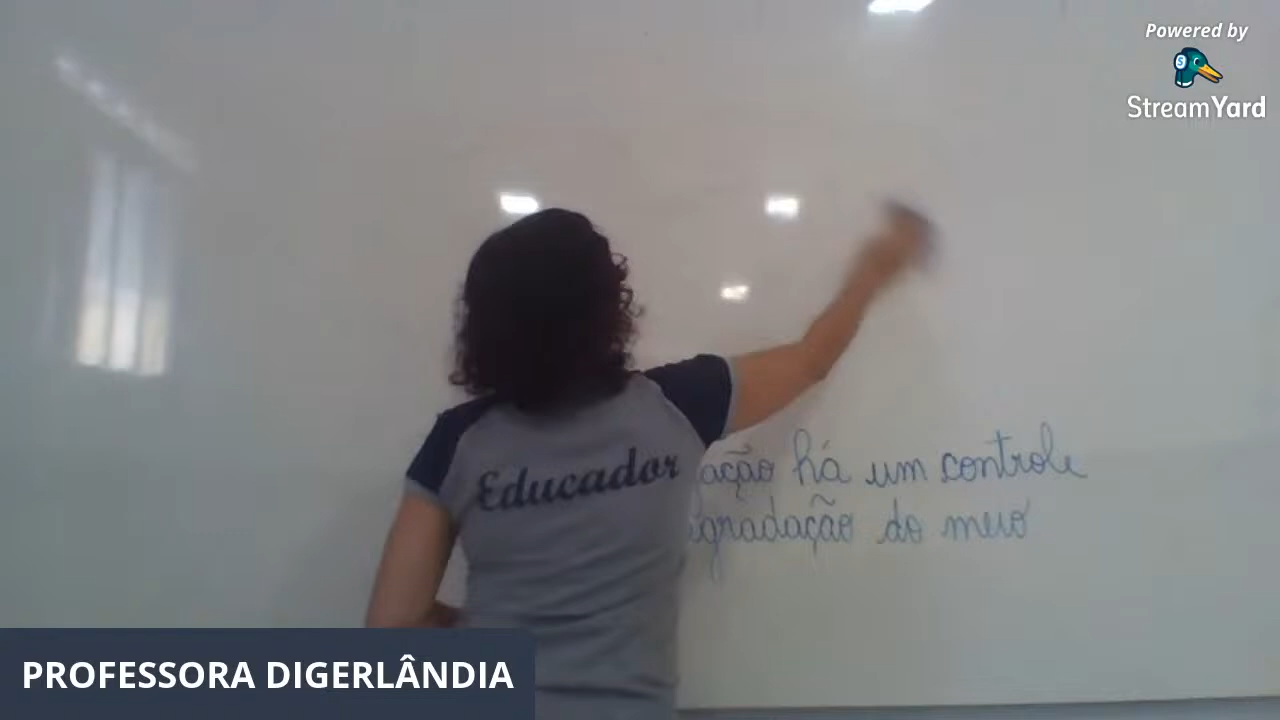 Powered by
StreamYard
Educador
ação há um controle
gradação do meio
PROFESSORA DIGERLÂNDIA